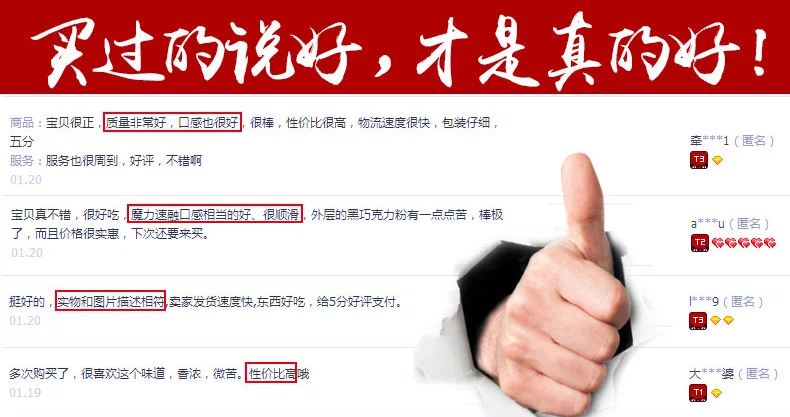 买过的说好，才是真的好！
商品：宝贝很正，质量非常好，口感也很好，很棒，性价比很高，物流速度很快，包装仔细，
五分
服务：服务也很周到，好评，不错啊
01.20
牵***1（匿名）
T3
宝贝真不错，很好吃，魔力速融口感相当的好、很顺滑，外层的黑巧克力粉有一点点苦，棒极
了，而且价格很实惠，下次还要来买。
01.20
a***u（匿名）
T2
挺好的，实物和图片描述相符,卖家发货速度快,东西好吃，给5分好评支付。
01.20
l***9（匿名）
T3
多次购买了，很喜欢这个味道，香浓，微苦。性价比高哦
01.19
大***婆（匿名）
T1